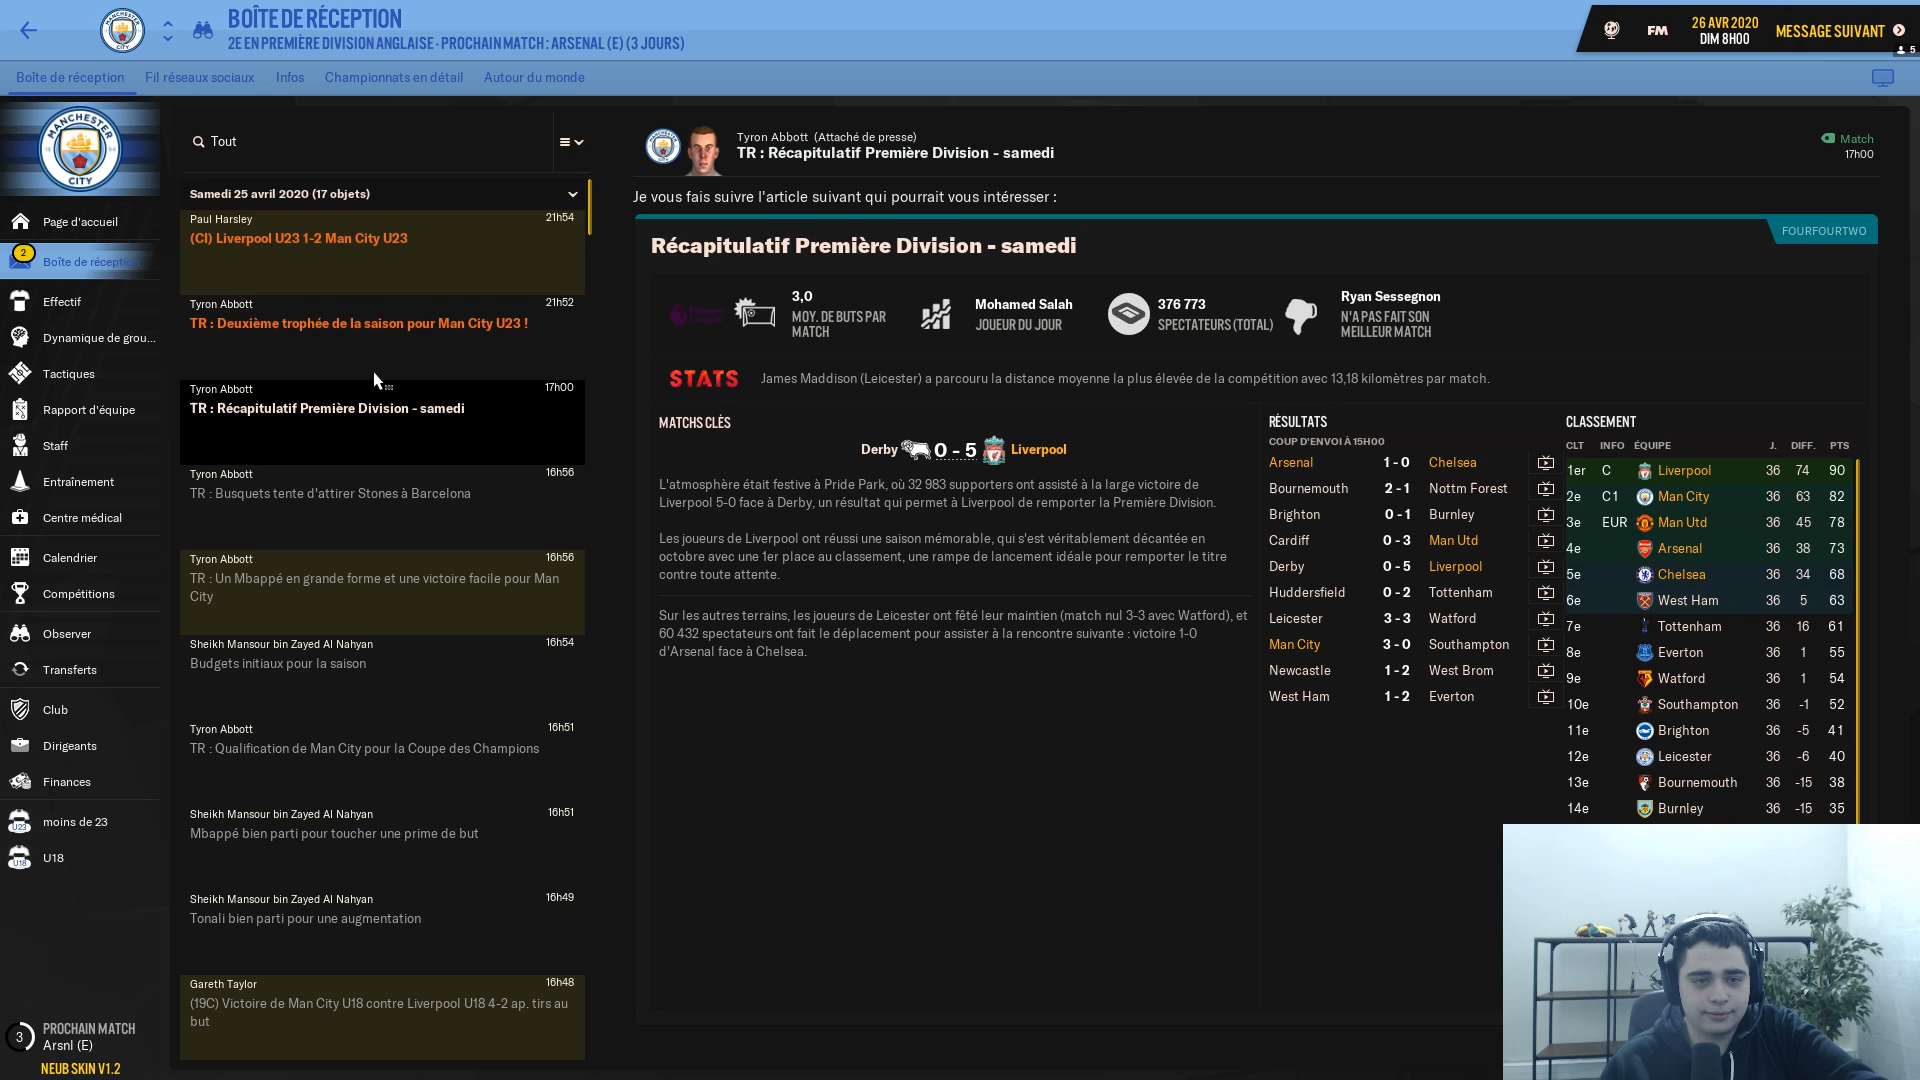 BOÎTE DE RÉCEPTION
2E EN PREMIÈRE DIVISION ANGLAISE - PROCHAIN MATCH : ARSENAL (E) (3 JOURS)
FM
26 AVR 2020
DIM 8H00
MESSAGE SUIVANT
5
Boîte de réception
Fil réseaux sociaux
Infos
Championnats en détail
Autour du monde
MANCHESTER
CITY
Page d'accueil
2
Boîte de réception
Effectif
Dynamique de grou...
Tactiques
Rapport d'équipe
Staff
Entraînement
Centre médical
Calendrier
Compétitions
Observer
Transferts
Club
Dirigeants
Finances
U23
moins de 23
U18
U18
3
PROCHAIN MATCH
Arsnl (E)
NEUB SKIN V1.2
Tout
Samedi 25 avril 2020 (17 objets)
Paul Harsley 21h54
(CI) Liverpool U23 1-2 Man City U23
Tyron Abbott 21h52
TR : Deuxième trophée de la saison pour Man City U23 !
Tyron Abbott 17h00
TR : Récapitulatif Première Division - samedi
Tyron Abbott 16h56
TR : Busquets tente d'attirer Stones à Barcelona
Tyron Abbott 16h56
TR : Un Mbappé en grande forme et une victoire facile pour Man
City
Sheikh Mansour bin Zayed Al Nahyan 16h54
Budgets initiaux pour la saison
Tyron Abbott 16h51
TR : Qualification de Man City pour la Coupe des Champions
Sheikh Mansour bin Zayed Al Nahyan 16h51
Mbappé bien parti pour toucher une prime de but
Sheikh Mansour bin Zayed Al Nahyan 16h49
Tonali bien parti pour une augmentation
Gareth Taylor 16h48
(19C) Victoire de Man City U18 contre Liverpool U18 4-2 ap. tirs au
but
Tyron Abbott (Attaché de presse)
TR : Récapitulatif Première Division - samedi
Match
17h00
Je vous fais suivre l'article suivant qui pourrait vous intéresser :
FOURFOURTWO
Récapitulatif Première Division - samedi
3,0
MOY. DE BUTS PAR
MATCH
Mohamed Salah
JOUEUR DU JOUR
376 773
SPECTATEURS (TOTAL)
Ryan Sessegnon
N'A PAS FAIT SON
MEILLEUR MATCH
STATS
James Maddison (Leicester) a parcouru la distance moyenne la plus élevée de la compétition avec 13,18 kilomètres par match.
MATCHS CLÉS
Derby 0 - 5 Liverpool
L'atmosphère était festive à Pride Park, où 32 983 supporters ont assisté à la large victoire de
Liverpool 5-0 face à Derby, un résultat qui permet à Liverpool de remporter la Première Division.
Les joueurs de Liverpool ont réussi une saison mémorable, qui s'est véritablement décantée en
octobre avec une 1er place au classement, une rampe de lancement idéale pour remporter le titre
contre toute attente.
Sur les autres terrains, les joueurs de Leicester ont fêté leur maintien (match nul 3-3 avec Watford), et
60 432 spectateurs ont fait le déplacement pour assister à la rencontre suivante : victoire 1-0
d'Arsenal face à Chelsea.
RÉSULTATS
COUP D'ENVOI À 15H00
Arsenal 1 - 0 Chelsea
Bournemouth 2 - 1 Nottm Forest
Brighton 0 - 1 Burnley
Cardiff 0 - 3 Man Utd
Derby 0 - 5 Liverpool
Huddersfield 0 - 2 Tottenham
Leicester 3 - 3 Watford
Man City 3 - 0 Southampton
Newcastle 1 - 2 West Brom
West Ham 1 - 2 Everton
CLASSEMENT
CLT INFO ÉQUIPE J. DIFF. PTS
1er C Liverpool 36 74 90
2e C1 Man City 36 63 82
3e EUR Man Utd 36 45 78
4e Arsenal 36 38 73
5e Chelsea 36 34 68
6e West Ham 36 5 63
7e Tottenham 36 16 61
8e Everton 36 1 55
9e Watford 36 1 54
10e Southampton 36 -1 52
11e Brighton 36 -5 41
12e Leicester 36 -6 40
13e Bournemouth 36 -15 38
14e Burnley 36 -15 35